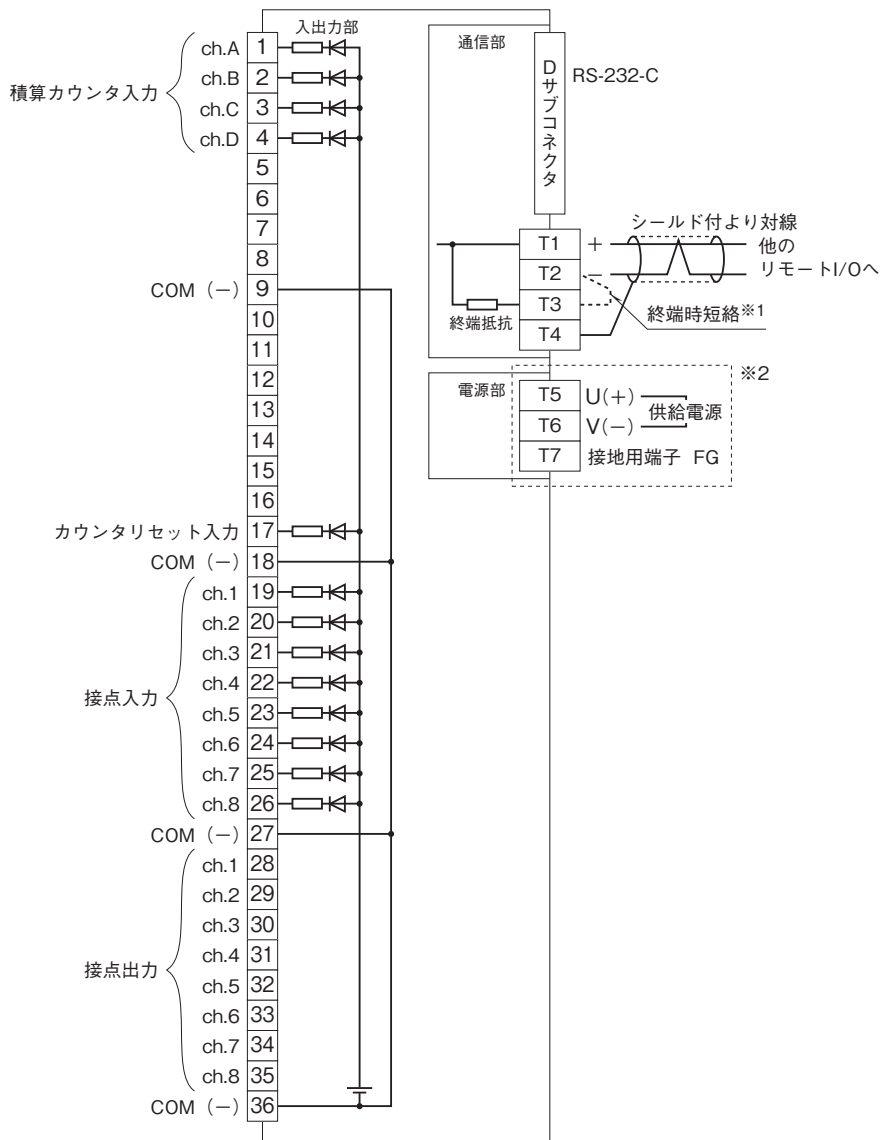 入出力部
積算カウンタ入力
ch.A 1
ch.B 2
ch.C 3
ch.D 4
5
6
7
8
COM（－） 9
10
11
12
13
14
15
16
カウンタリセット入力 17
COM（－） 18
接点入力
ch.1 19
ch.2 20
ch.3 21
ch.4 22
ch.5 23
ch.6 24
ch.7 25
ch.8 26
COM（－） 27
接点出力
ch.1 28
ch.2 29
ch.3 30
ch.4 31
ch.5 32
ch.6 33
ch.7 34
ch.8 35
COM（－） 36
通信部
Dサブコネクタ
RS-232-C
シールド付より対線
T1 ＋ 他の
T2 － リモートI/Oへ
T3
T4
終端抵抗
終端時短絡※1
※2
電源部
T5 U(＋)
T6 V(－)
供給電源
T7 接地用端子 FG